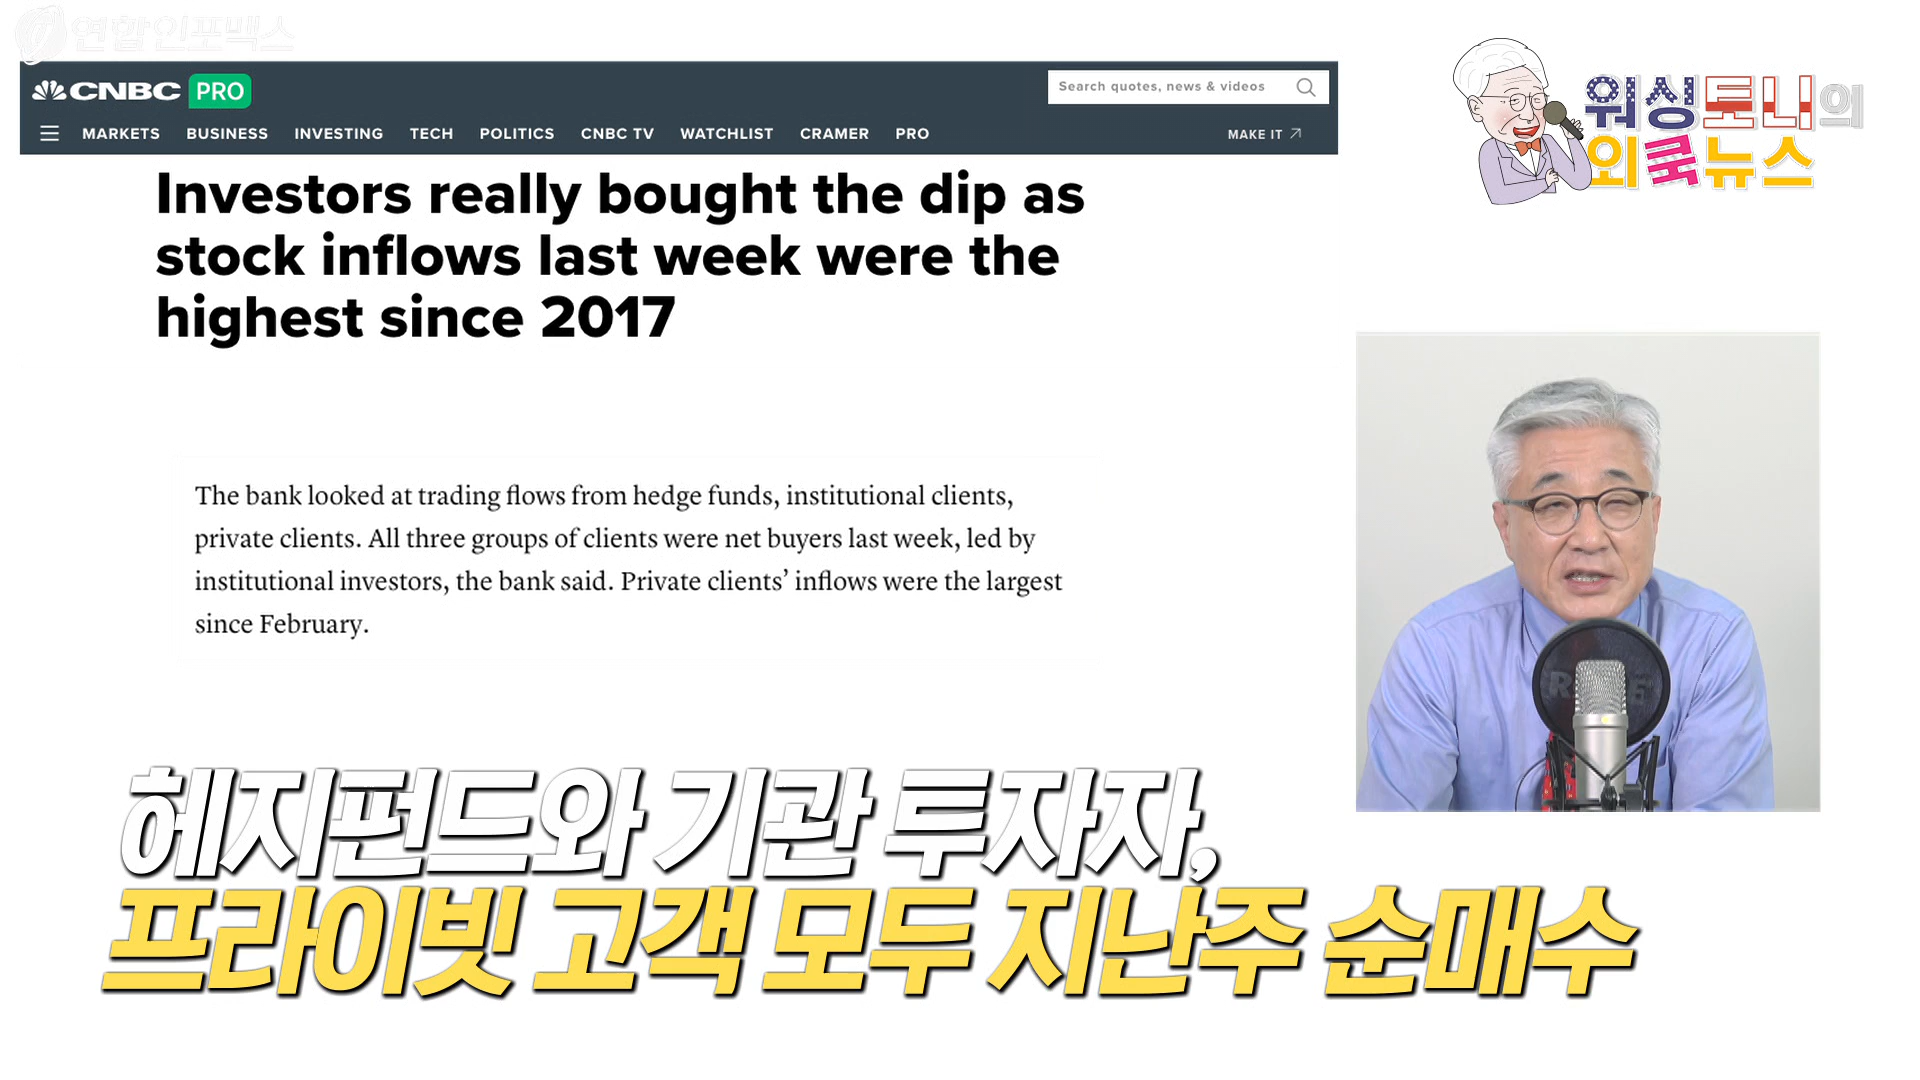 연합인포맥스
CNBC PRO
Search quotes, news & videos
MARKETS BUSINESS INVESTING TECH POLITICS CNBC TV WATCHLIST CRAMER PRO
MAKE IT
워싱토니의
외쿡뉴스
Investors really bought the dip as
stock inflows last week were the
highest since 2017
The bank looked at trading flows from hedge funds, institutional clients,
private clients. All three groups of clients were net buyers last week, led by
institutional investors, the bank said. Private clients’ inflows were the largest
since February.
헤지펀드와 기관 투자자,
프라이빗 고객 모두 지난주 순매수